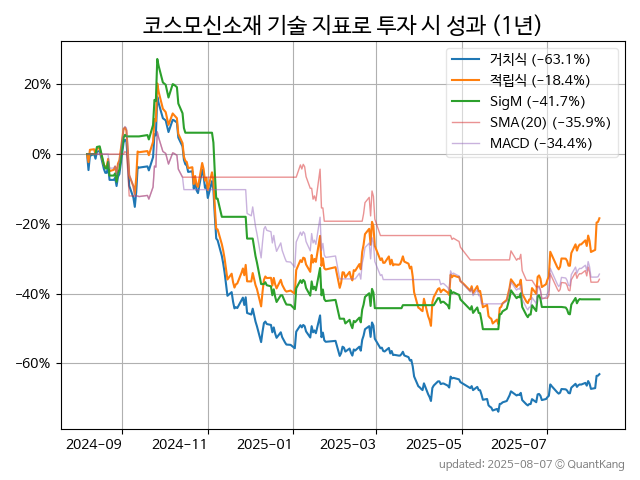 코스모신소재 기술 지표로 투자 시 성과 (1년)
거치식 (−63.1%)
적립식 (−18.4%)
SigM (−41.7%)
SMA(20) (−35.9%)
MACD (−34.4%)
20%
0%
−20%
−40%
−60%
2024-09 2024-11 2025-01 2025-03 2025-05 2025-07
updated: 2025-08-07 © QuantKang